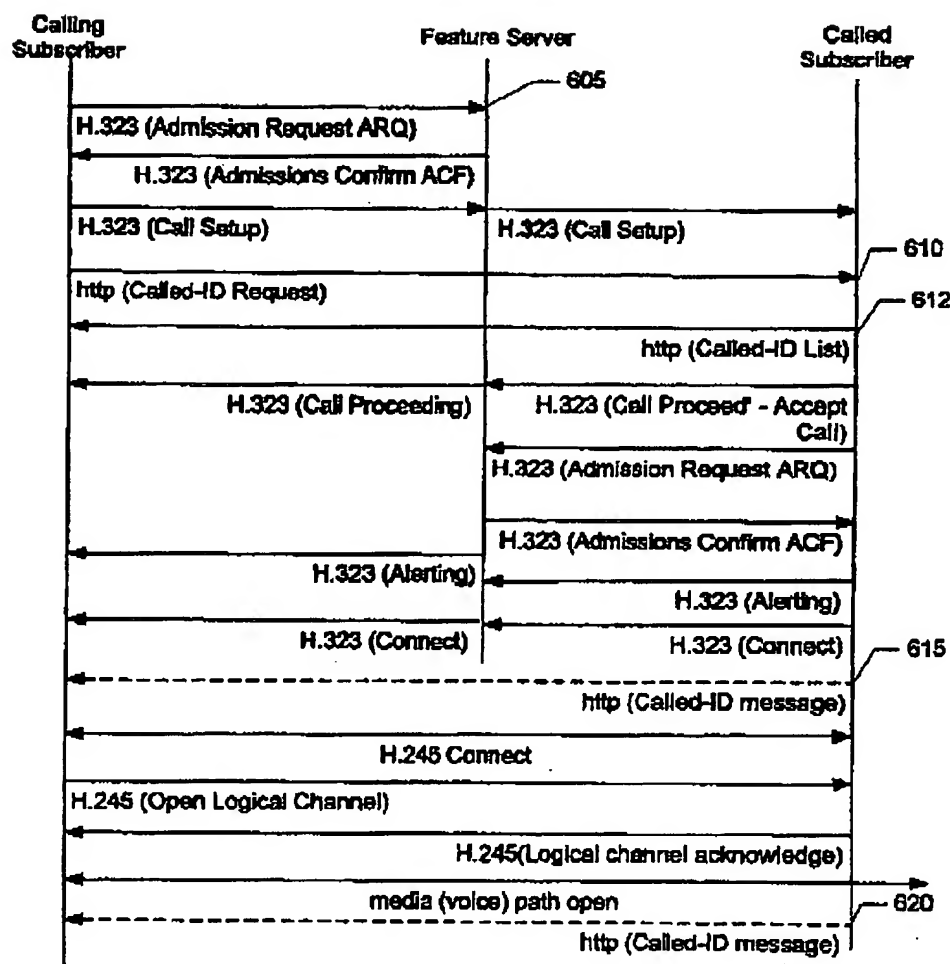 Calling
Subscriber
Feature Server
Called
Subscriber
605
H.323 (Admission Request ARQ)
H.323 (Admissions Confirm ACF)
H.323 (Call Setup)
H.323 (Call Setup)
610
http (Called-ID Request)
612
http (Called-ID List)
H.323 (Call Proceeding)
H.323 (Call Proceed' - Accept
Call)
H.323 (Admission Request ARQ)
H.323 (Admissions Confirm ACF)
H.323 (Alerting)
H.323 (Alerting)
H.323 (Connect)
H.323 (Connect)
615
http (Called-ID message)
H.245 Connect
H.245 (Open Logical Channel)
H.245(Logical channel acknowledge)
media (voice) path open
620
http (Called-ID message)